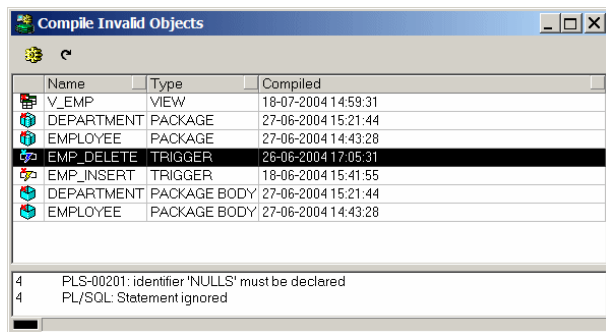 Compile Invalid Objects
Name Type Compiled
V_EMP VIEW 18-07-2004 14:59:31
DEPARTMENT PACKAGE 27-06-2004 15:21:44
EMPLOYEE PACKAGE 27-06-2004 14:43:28
EMP_DELETE TRIGGER 26-06-2004 17:05:31
EMP_INSERT TRIGGER 18-06-2004 15:41:55
DEPARTMENT PACKAGE BODY 27-06-2004 15:21:44
EMPLOYEE PACKAGE BODY 27-06-2004 14:43:28
4 PLS-00201: identifier 'NULLS' must be declared
4 PL/SQL: Statement ignored